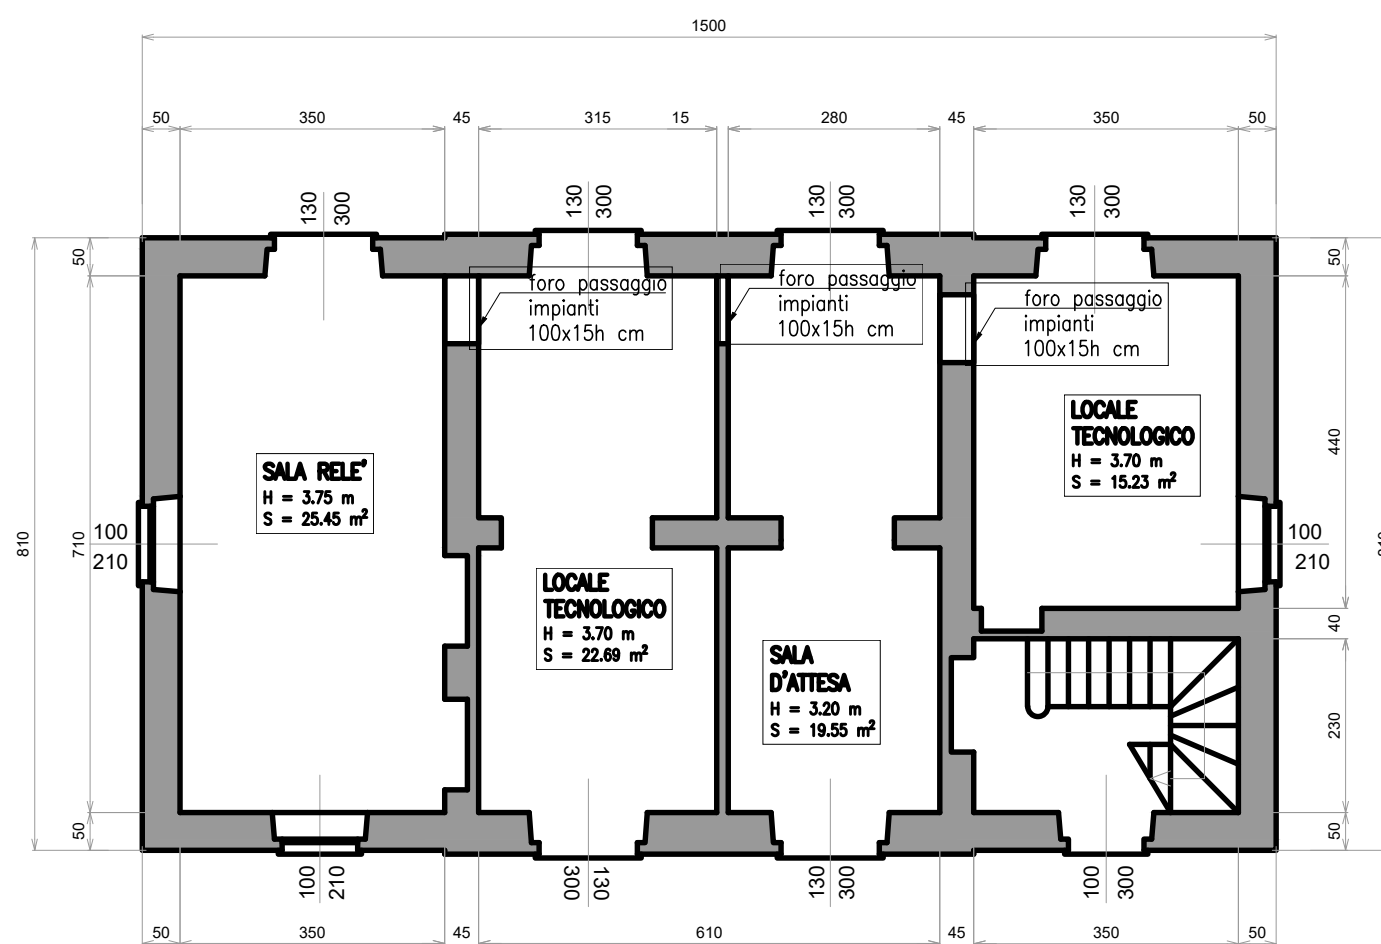 1500
50 350 45 315 15 280 45 350 50
130 300
130 300
130 300
130 300
50
50
foro passaggio
impianti
100x15h cm
foro passaggio
impianti
100x15h cm
foro passaggio
impianti
100x15h cm
LOCALE
TECNOLOGICO
H = 3.70 m
S = 15.23 m²
440
SALA RELE'
H = 3.75 m
S = 25.45 m²
810
710
100
210
100
210
LOCALE
TECNOLOGICO
H = 3.70 m
S = 22.69 m²
40
SALA
D'ATTESA
H = 3.20 m
S = 19.55 m²
230
50
50
100 210
300 130
130 300
100 300
50 350 45 610 45 350 50